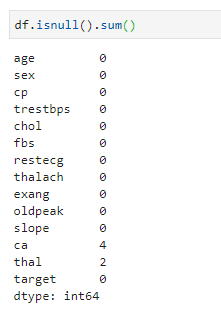 df.isnull().sum()
age 0
sex 0
cp 0
trestbps 0
chol 0
fbs 0
restecg 0
thalach 0
exang 0
oldpeak 0
slope 0
ca 4
thal 2
target 0
dtype: int64